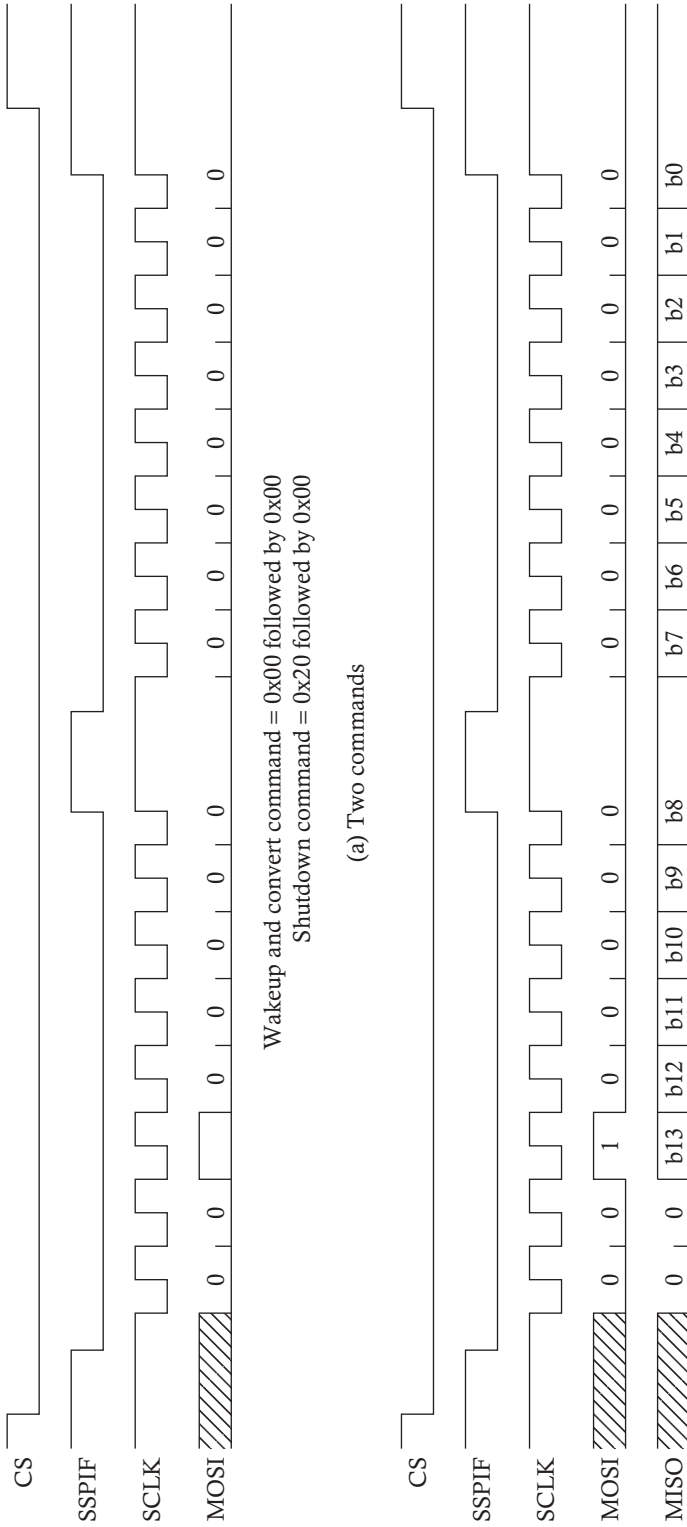 CS
SSPIF
SCLK
MOSI 0 0 0 0 0 0 0 0 0 0 0 0 0 0 0
Wakeup and convert command = 0x00 followed by 0x00
Shutdown command = 0x20 followed by 0x00
(a) Two commands
CS
SSPIF
SCLK
MOSI 0 0 1 0 0 0 0 0 0 0 0 0 0 0 0 0
MISO 0 0 b13 b12 b11 b10 b9 b8 b7 b6 b5 b4 b3 b2 b1 b0